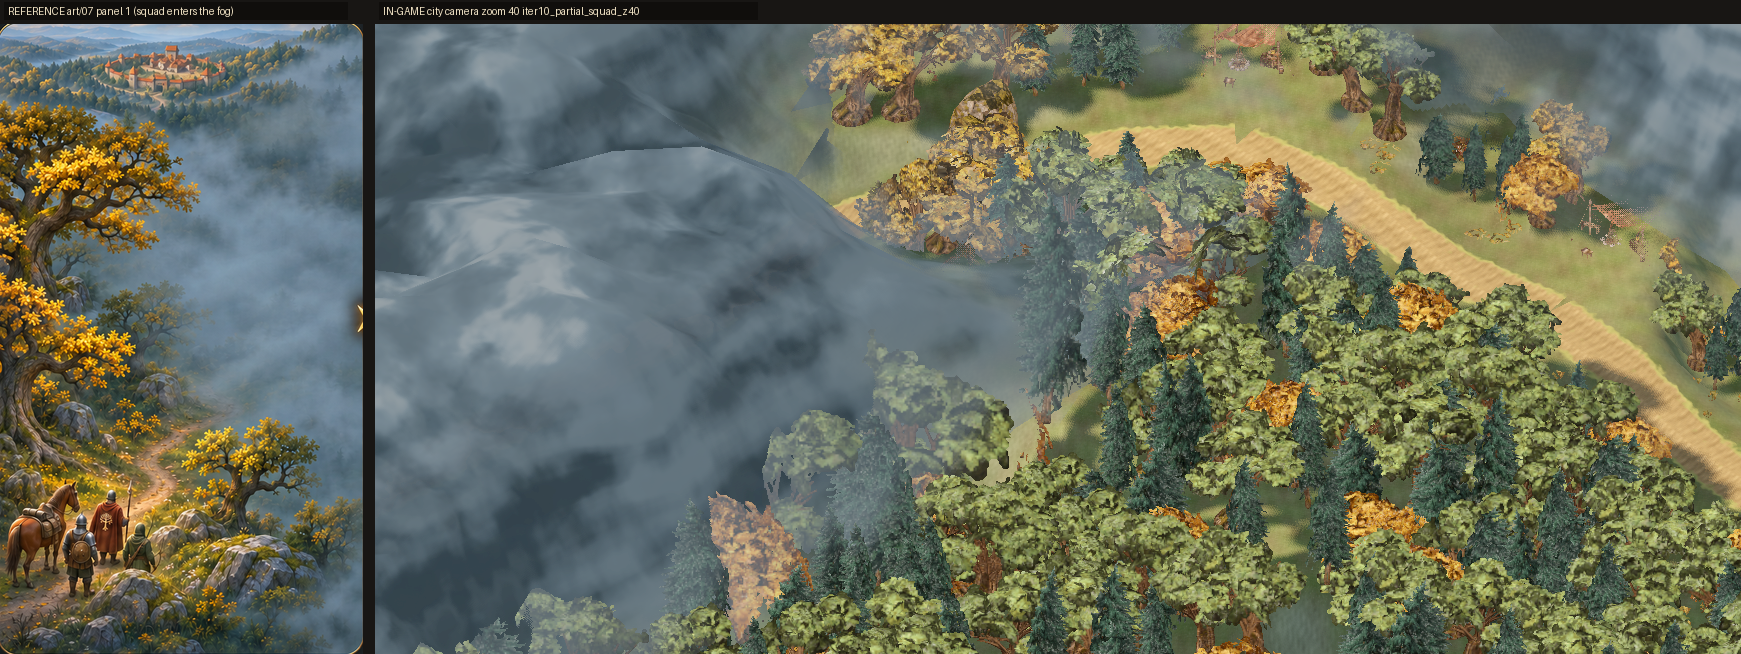 REFERENCE art/07 panel 1 (squad enters the fog)
IN-GAME city camera zoom 40 iter10_partial_squad_z40